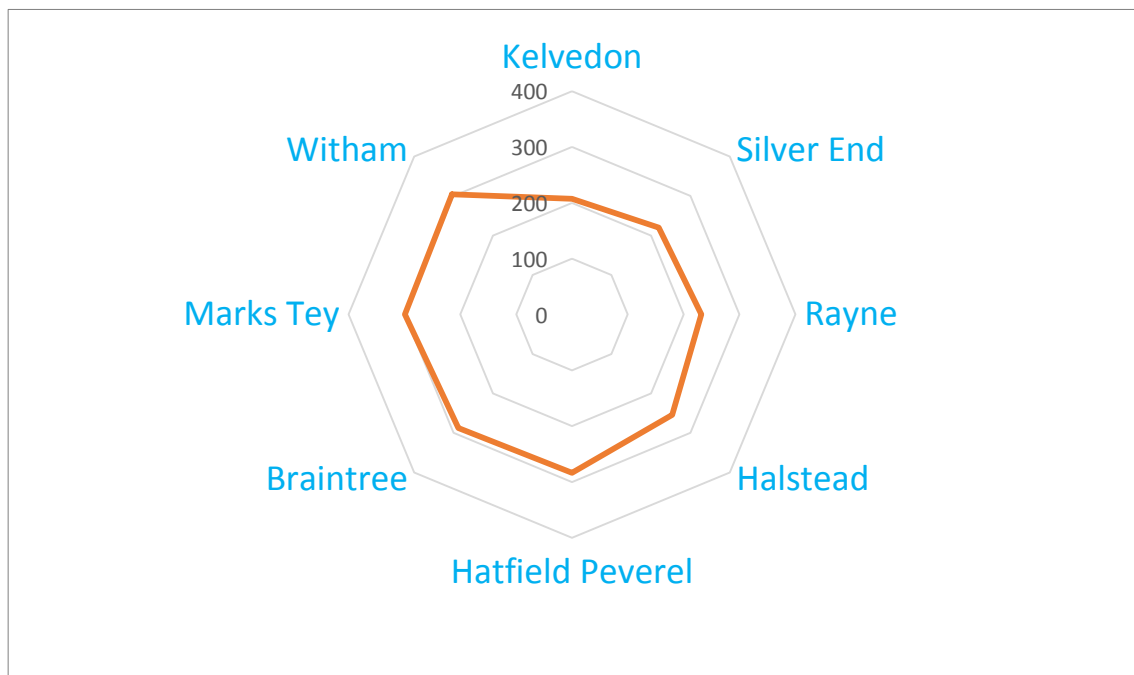 Kelvedon
400
Witham
300
Silver End
200
100
Marks Tey
0
Rayne
Braintree
Halstead
Hatfield Peverel